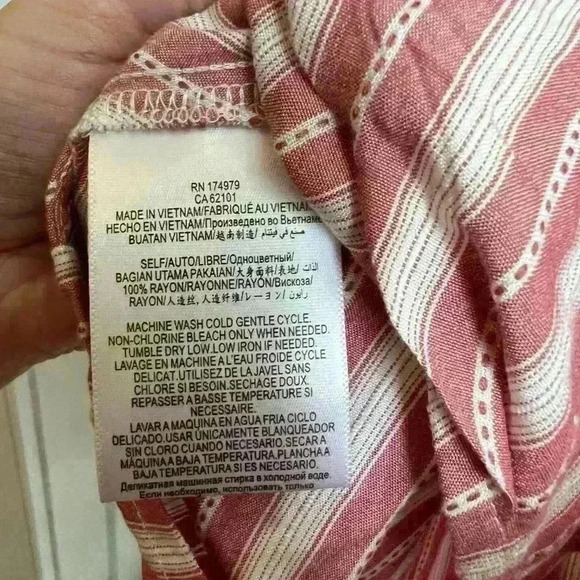 RN 174979
CA 62101
MADE IN VIETNAM/FABRIQUÉ AU VIETNAM/
HECHO EN VIETNAM/Произведено во Вьетнаме
BUATAN VIETNAM/越南制造/صنع في فيتنام
SELF/AUTO/LIBRE/Одноцветный/
BAGIAN UTAMA PAKAIAN/大身面料/表地/الذات
100% RAYON/RAYONNE/RAYÓN/Вискоза/
RAYON/人造丝, 人造纤维/レーヨン/رايون
MACHINE WASH COLD GENTLE CYCLE.
NON-CHLORINE BLEACH ONLY WHEN NEEDED.
TUMBLE DRY LOW. LOW IRON IF NEEDED.
LAVAGE EN MACHINE A L'EAU FROIDE CYCLE
DELICAT.UTILISEZ DE LA JAVEL SANS
CHLORE SI BESOIN.SECHAGE DOUX.
REPASSER A BASSE TEMPERATURE SI
NECESSAIRE.
LAVAR A MAQUINA EN AGUA FRIA CICLO
DELICADO.USAR ÚNICAMENTE BLANQUEADOR
SIN CLORO CUANDO NECESARIO.SECAR A
MÁQUINA A BAJA TEMPERATURA.PLANCHA A
BAJA TEMPERATURA SI NECESARIO.
Деликатная машинная стирка в холодной воде.
Если необходимо, использовать только